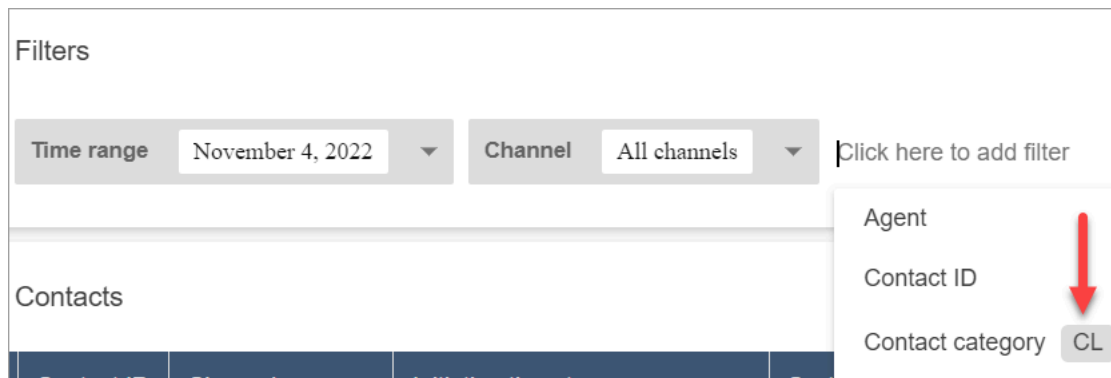 Filters
Time range November 4, 2022 Channel All channels Click here to add filter
Agent
Contact ID
Contacts
Contact category CL